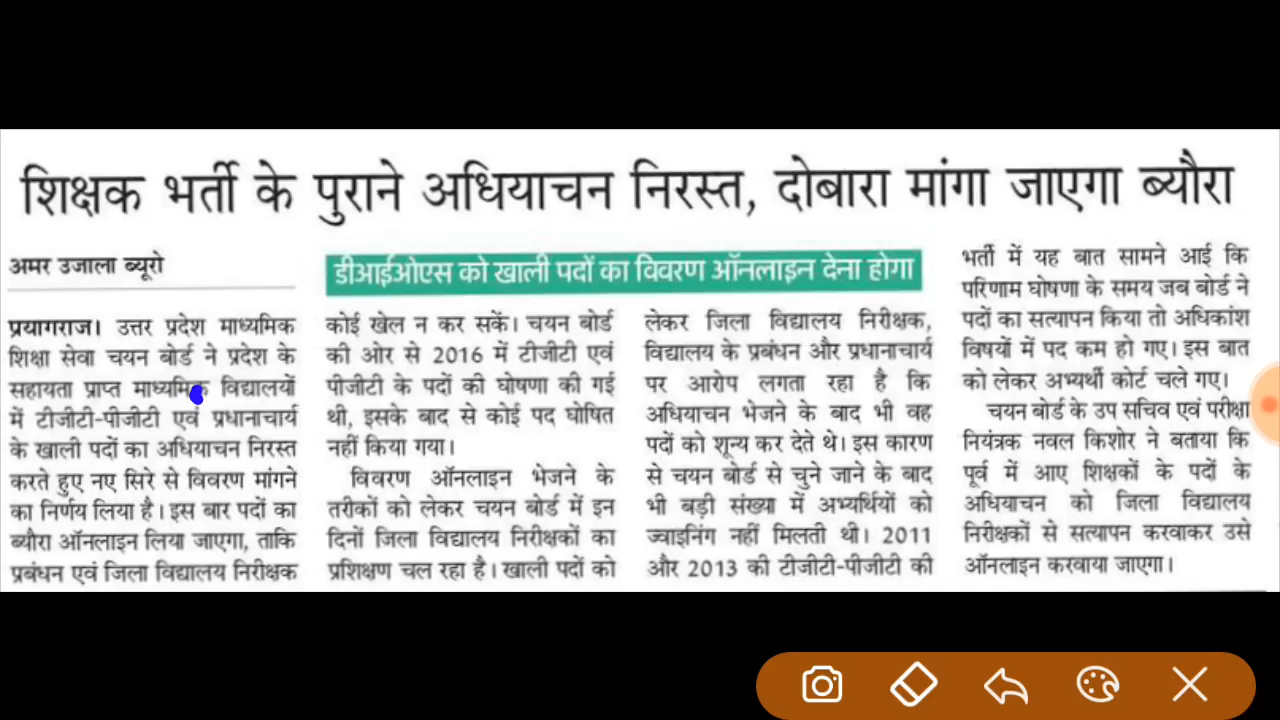 शिक्षक भर्ती के पुराने अधियाचन निरस्त, दोबारा मांगा जाएगा ब्यौरा
अमर उजाला ब्यूरो
डीआईओएस को खाली पदों का विवरण ऑनलाइन देना होगा
प्रयागराज। उत्तर प्रदेश माध्यमिक
शिक्षा सेवा चयन बोर्ड ने प्रदेश के
सहायता प्राप्त माध्यमिक विद्यालयों
में टीजीटी-पीजीटी एवं प्रधानाचार्य
के खाली पदों का अधियाचन निरस्त
करते हुए नए सिरे से विवरण मांगने
का निर्णय लिया है। इस बार पदों का
ब्यौरा ऑनलाइन लिया जाएगा, ताकि
प्रबंधन एवं जिला विद्यालय निरीक्षक
कोई खेल न कर सकें। चयन बोर्ड
की ओर से 2016 में टीजीटी एवं
पीजीटी के पदों की घोषणा की गई
थी, इसके बाद से कोई पद घोषित
नहीं किया गया।
विवरण ऑनलाइन भेजने के
तरीकों को लेकर चयन बोर्ड में इन
दिनों जिला विद्यालय निरीक्षकों का
प्रशिक्षण चल रहा है। खाली पदों को
लेकर जिला विद्यालय निरीक्षक,
विद्यालय के प्रबंधन और प्रधानाचार्य
पर आरोप लगता रहा है कि
अधियाचन भेजने के बाद भी वह
पदों को शून्य कर देते थे। इस कारण
से चयन बोर्ड से चुने जाने के बाद
भी बड़ी संख्या में अभ्यर्थियों को
ज्वाइनिंग नहीं मिलती थी। 2011
और 2013 की टीजीटी-पीजीटी की
भर्ती में यह बात सामने आई कि
परिणाम घोषणा के समय जब बोर्ड ने
पदों का सत्यापन किया तो अधिकांश
विषयों में पद कम हो गए। इस बात
को लेकर अभ्यर्थी कोर्ट चले गए।
चयन बोर्ड के उप सचिव एवं परीक्षा
नियंत्रक नवल किशोर ने बताया कि
पूर्व में आए शिक्षकों के पदों के
अधियाचन को जिला विद्यालय
निरीक्षकों से सत्यापन करवाकर उसे
ऑनलाइन करवाया जाएगा।